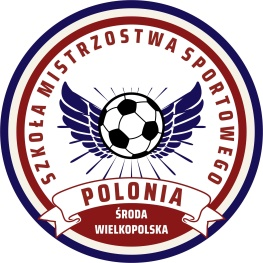 SZKOŁA MISTRZOSTWA SPORTOWEGO
POLONIA
ŚRODA
WIELKOPOLSKA